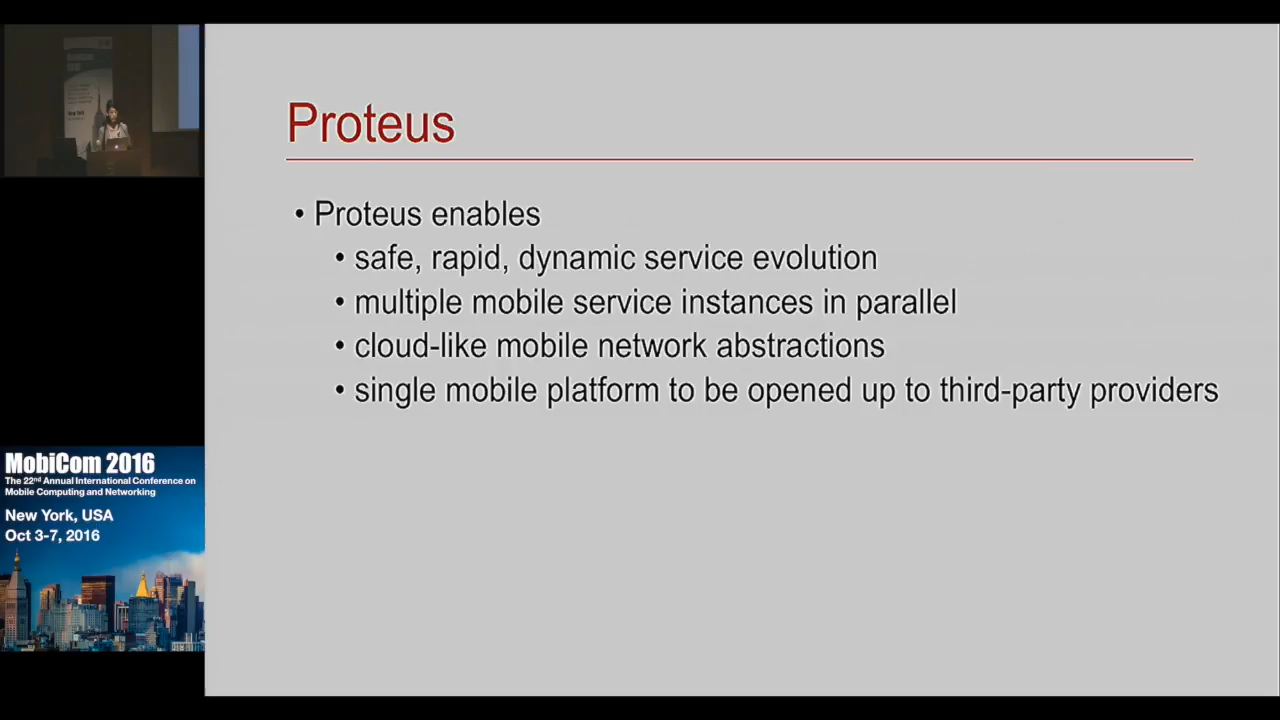 Proteus
• Proteus enables
• safe, rapid, dynamic service evolution
• multiple mobile service instances in parallel
• cloud-like mobile network abstractions
• single mobile platform to be opened up to third-party providers
MobiCom 2016
The 22nd Annual International Conference on
Mobile Computing and Networking
New York, USA
Oct 3-7, 2016